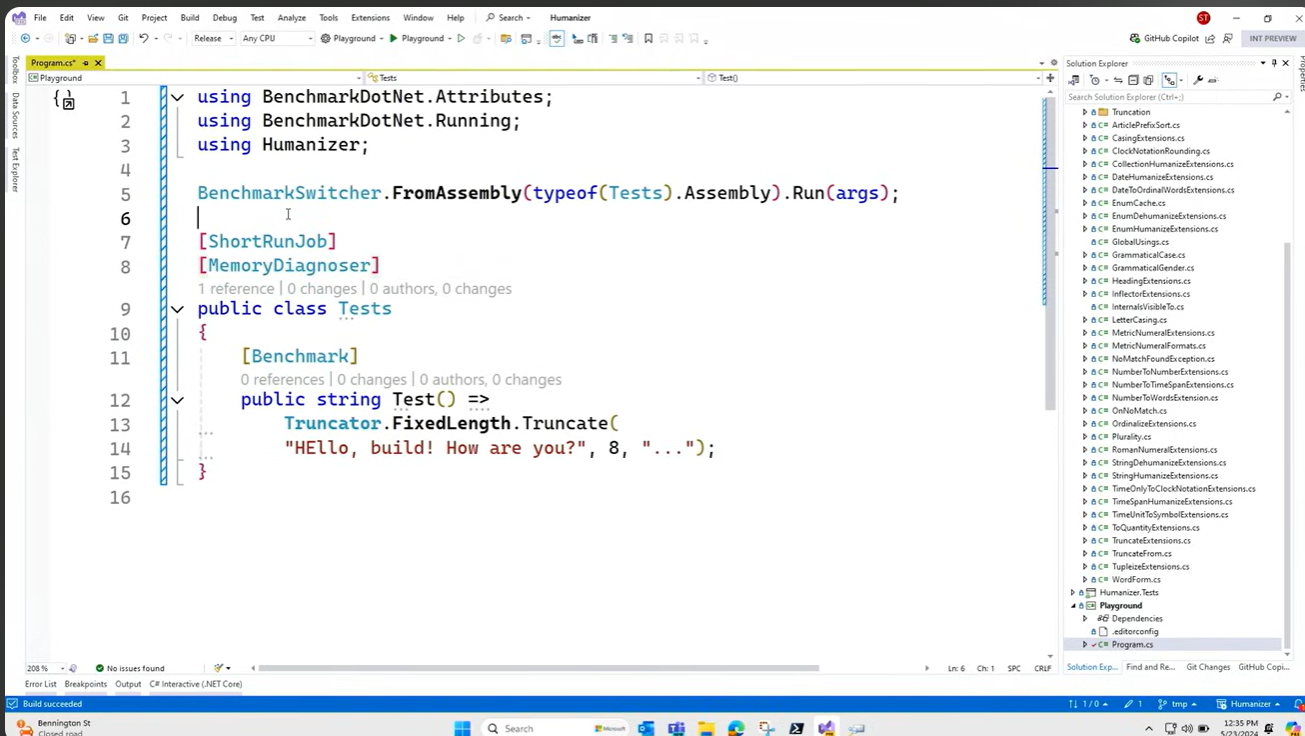 File Edit View Git Project Build Debug Test Analyze Tools Extensions Window Help Search Humanizer ST
Release Any CPU Playground Playground GitHub Copilot INT PREVIEW
Program.cs*
Playground Tests Test()
Toolbox
Data Sources
Test Explorer
1 using BenchmarkDotNet.Attributes;
2 using BenchmarkDotNet.Running;
3 using Humanizer;
4
5 BenchmarkSwitcher.FromAssembly(typeof(Tests).Assembly).Run(args);
6
7 [ShortRunJob]
8 [MemoryDiagnoser]
1 reference | 0 changes | 0 authors, 0 changes
9 public class Tests
10 {
11 [Benchmark]
0 references | 0 changes | 0 authors, 0 changes
12 public string Test() =>
13 Truncator.FixedLength.Truncate(
14 "HEllo, build! How are you?", 8, "...");
15 }
16
208 % No issues found Ln: 6 Ch: 1 SPC CRLF
Error List Breakpoints Output C# Interactive (.NET Core)
Solution Explorer
Search Solution Explorer (Ctrl+;)
Truncation
C# ArticlePrefixSort.cs
C# CasingExtensions.cs
C# ClockNotationRounding.cs
C# CollectionHumanizeExtensions.cs
C# DateHumanizeExtensions.cs
C# DateToOrdinalWordsExtensions.cs
C# EnumCache.cs
C# EnumDehumanizeExtensions.cs
C# EnumHumanizeExtensions.cs
C# GlobalUsings.cs
C# GrammaticalCase.cs
C# GrammaticalGender.cs
C# HeadingExtensions.cs
C# InflectorExtensions.cs
C# InternalsVisibleTo.cs
C# LetterCasing.cs
C# MetricNumeralExtensions.cs
C# MetricNumeralFormats.cs
C# NoMatchFoundException.cs
C# NumberToNumberExtensions.cs
C# NumberToTimeSpanExtensions.cs
C# NumberToWordsExtension.cs
C# OnNoMatch.cs
C# OrdinalizeExtensions.cs
C# Plurality.cs
C# RomanNumeralExtensions.cs
C# StringDehumanizeExtensions.cs
C# StringHumanizeExtensions.cs
C# TimeOnlyToClockNotationExtensions.cs
C# TimeSpanHumanizeExtensions.cs
C# TimeUnitToSymbolExtensions.cs
C# ToQuantityExtensions.cs
C# TruncateExtensions.cs
C# TruncateFrom.cs
C# TupleizeExtensions.cs
C# WordForm.cs
Humanizer.Tests
Playground
Dependencies
.editorconfig
C# Program.cs
Solution Exp... Find and Re... Git Changes GitHub Copi...
Properties
Build succeeded 1 / 0 1 tmp Humanizer
Bennington St
Closed road
Search Microsoft
12:35 PM
5/23/2024